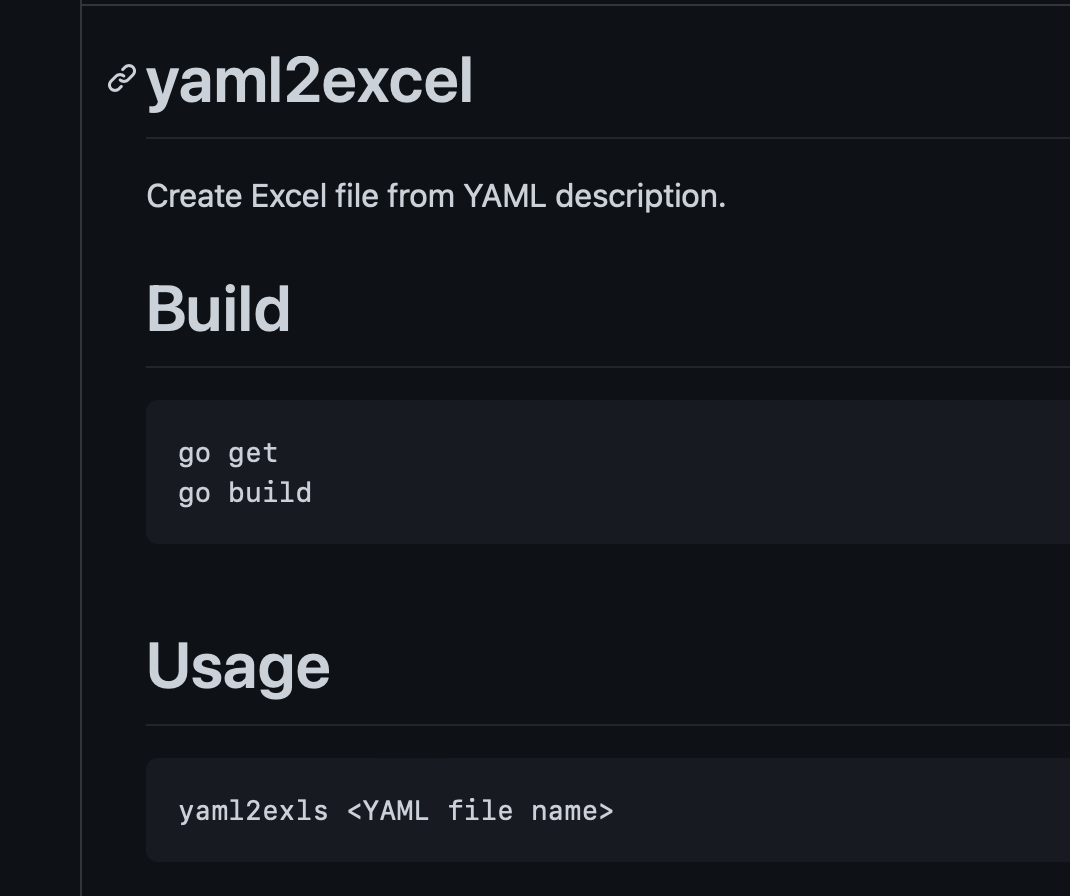 yaml2excel
Create Excel file from YAML description.
Build
go get
go build
Usage
yaml2exls <YAML file name>